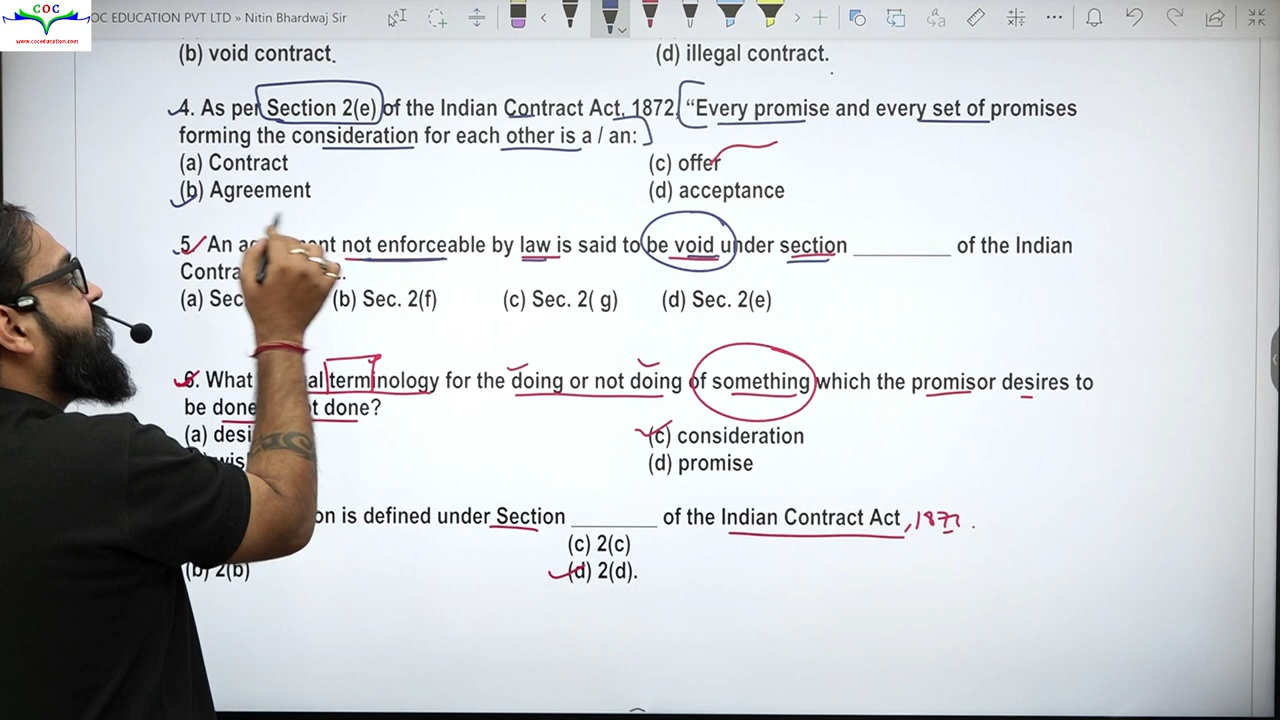 COC
www.coceducation.com
OC EDUCATION PVT LTD » Nitin Bhardwaj Sir
(b) void contract.
(d) illegal contract.
4. As per Section 2(e) of the Indian Contract Act, 1872, “Every promise and every set of promises
forming the consideration for each other is a / an:
(a) Contract
(c) offer
(b) Agreement
(d) acceptance
5. An not enforceable by law is said to be void under section __________ of the Indian
(a) Sec. (b) Sec. 2(f) (c) Sec. 2( g) (d) Sec. 2(e)
6. What terminology for the doing or not doing of something which the promisor desires to
be done done?
(a)
(c) consideration
(d) promise
is defined under Section ________ of the Indian Contract Act, 1872.
(c) 2(c)
(b) 2(b)
(d) 2(d).